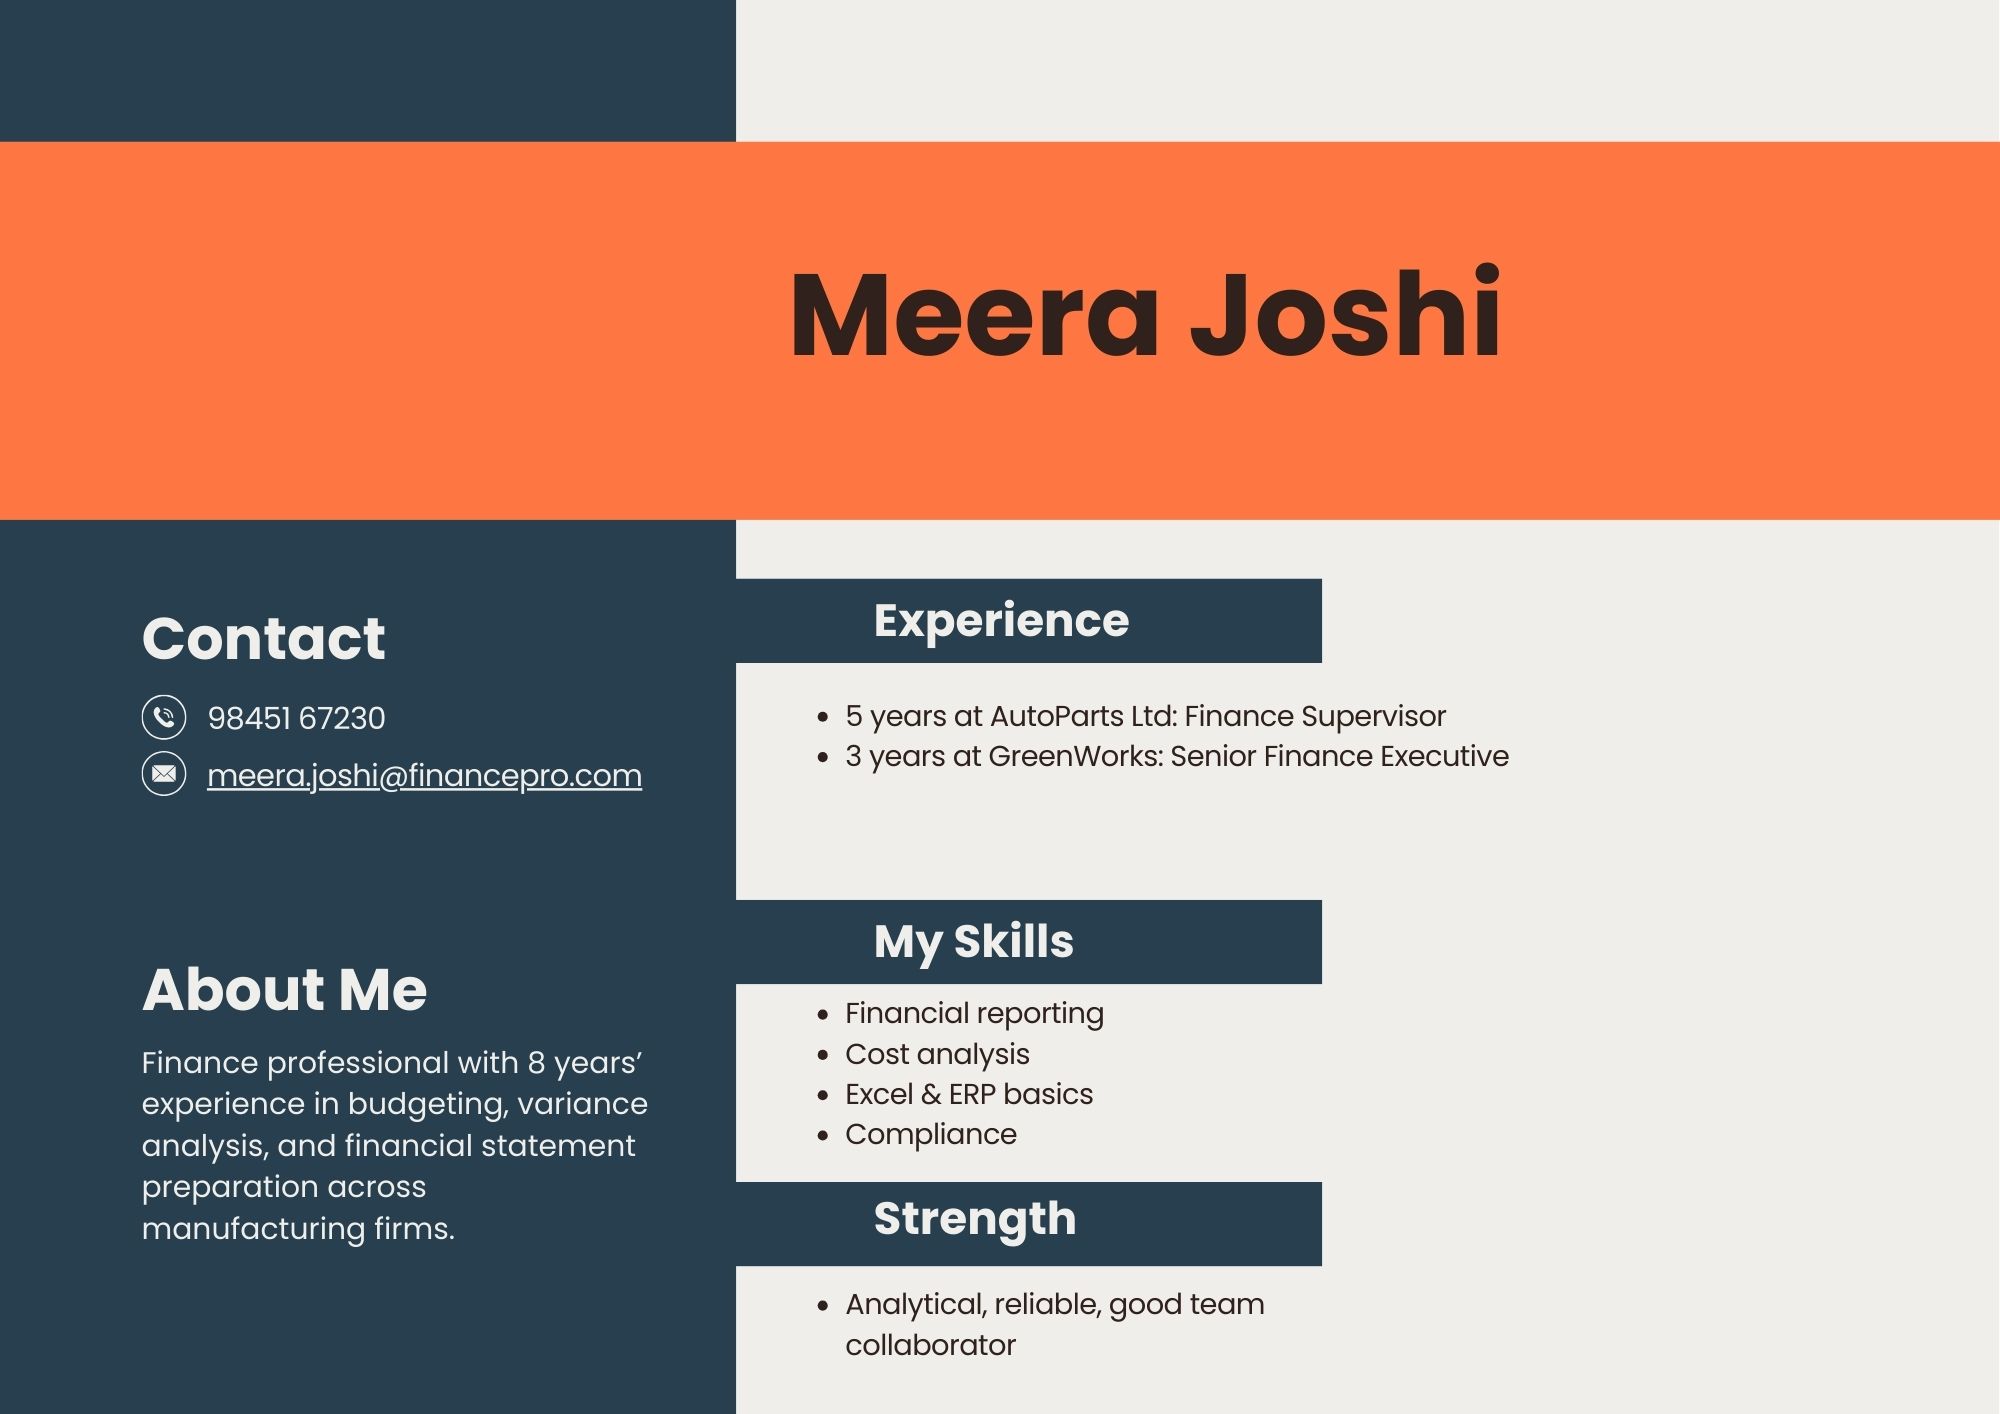 Meera Joshi
Contact
98451 67230
meera.joshi@financepro.com
About Me
Finance professional with 8 years’
experience in budgeting, variance
analysis, and financial statement
preparation across
manufacturing firms.
Experience
• 5 years at AutoParts Ltd: Finance Supervisor
• 3 years at GreenWorks: Senior Finance Executive
My Skills
• Financial reporting
• Cost analysis
• Excel & ERP basics
• Compliance
Strength
• Analytical, reliable, good team
collaborator